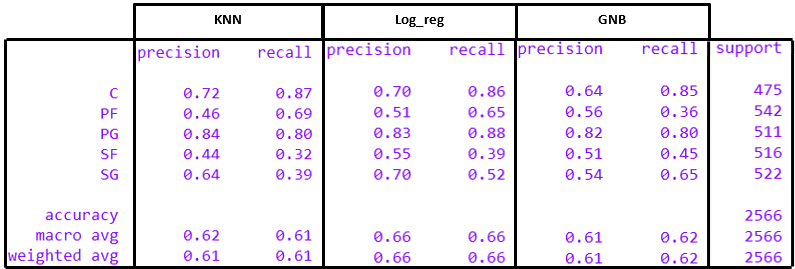 KNN Log_reg GNB
precision recall precision recall precision recall support
C 0.72 0.87 0.70 0.86 0.64 0.85 475
PF 0.46 0.69 0.51 0.65 0.56 0.36 542
PG 0.84 0.80 0.83 0.88 0.82 0.80 511
SF 0.44 0.32 0.55 0.39 0.51 0.45 516
SG 0.64 0.39 0.70 0.52 0.54 0.65 522
accuracy 2566
macro avg 0.62 0.61 0.66 0.66 0.61 0.62 2566
weighted avg 0.61 0.61 0.66 0.66 0.61 0.62 2566